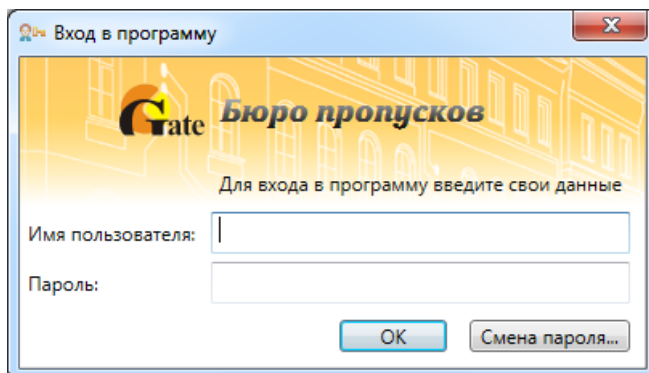 Вход в программу
Gate Бюро пропусков
Для входа в программу введите свои данные
Имя пользователя:
Пароль:
OK Смена пароля...